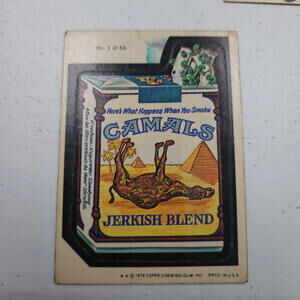 No. 1 of 66
Here's What Happens When You Smoke
CAMALS
JERKISH BLEND
★ ★ © 1979 TOPPS CHEWING GUM, INC. PRTD. IN U.S.A.